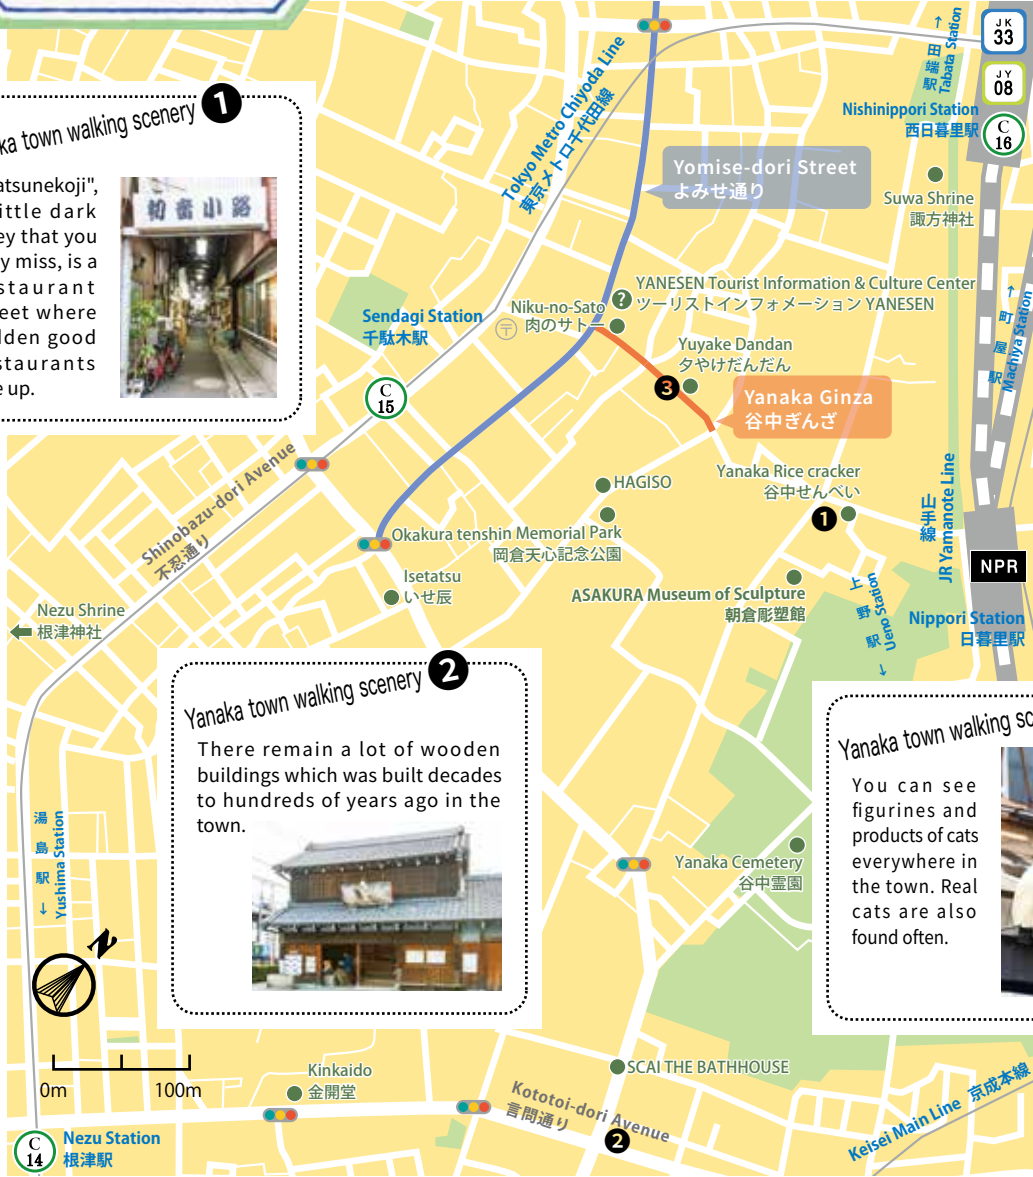 Yanaka town walking scenery 1
atsunekoji",
ittle dark
ey that you
y miss, is a
staurant
eet where
dden good
staurants
e up.
初音小路
Tokyo Metro Chiyoda Line
東京メトロ千代田線
↑
田端駅
Tabata Station
JK
33
JY
08
Nishinippori Station
西日暮里駅
C
16
Yomise-dori Street
よみせ通り
Suwa Shrine
諏方神社
YANESEN Tourist Information & Culture Center
ツーリストインフォメーション YANESEN
?
Niku-no-Sato
肉のサトー
〒
Sendagi Station
千駄木駅
C
15
Yuyake Dandan
夕やけだんだん
3
Yanaka Ginza
谷中ぎんざ
↑
町屋駅
Machiya Station
Shinobazu-dori Avenue
不忍通り
HAGISO
Yanaka Rice cracker
谷中せんべい
1
山手線
JR Yamanote Line
Okakura tenshin Memorial Park
岡倉天心記念公園
NPR
Isetatsu
いせ辰
ASAKURA Museum of Sculpture
朝倉彫塑館
上野駅
Ueno Station
↓
Nippori Station
日暮里駅
Nezu Shrine
根津神社
Yanaka town walking scenery 2
There remain a lot of wooden
buildings which was built decades
to hundreds of years ago in the
town.
Yanaka town walking sc
You can see
figurines and
products of cats
everywhere in
the town. Real
cats are also
found often.
湯島駅
Yushima Station
↓
Yanaka Cemetery
谷中霊園
N
0m 100m
Kinkaido
金開堂
SCAI THE BATHHOUSE
Kototoi-dori Avenue
言問通り
2
Keisei Main Line 京成本線
C
14
Nezu Station
根津駅